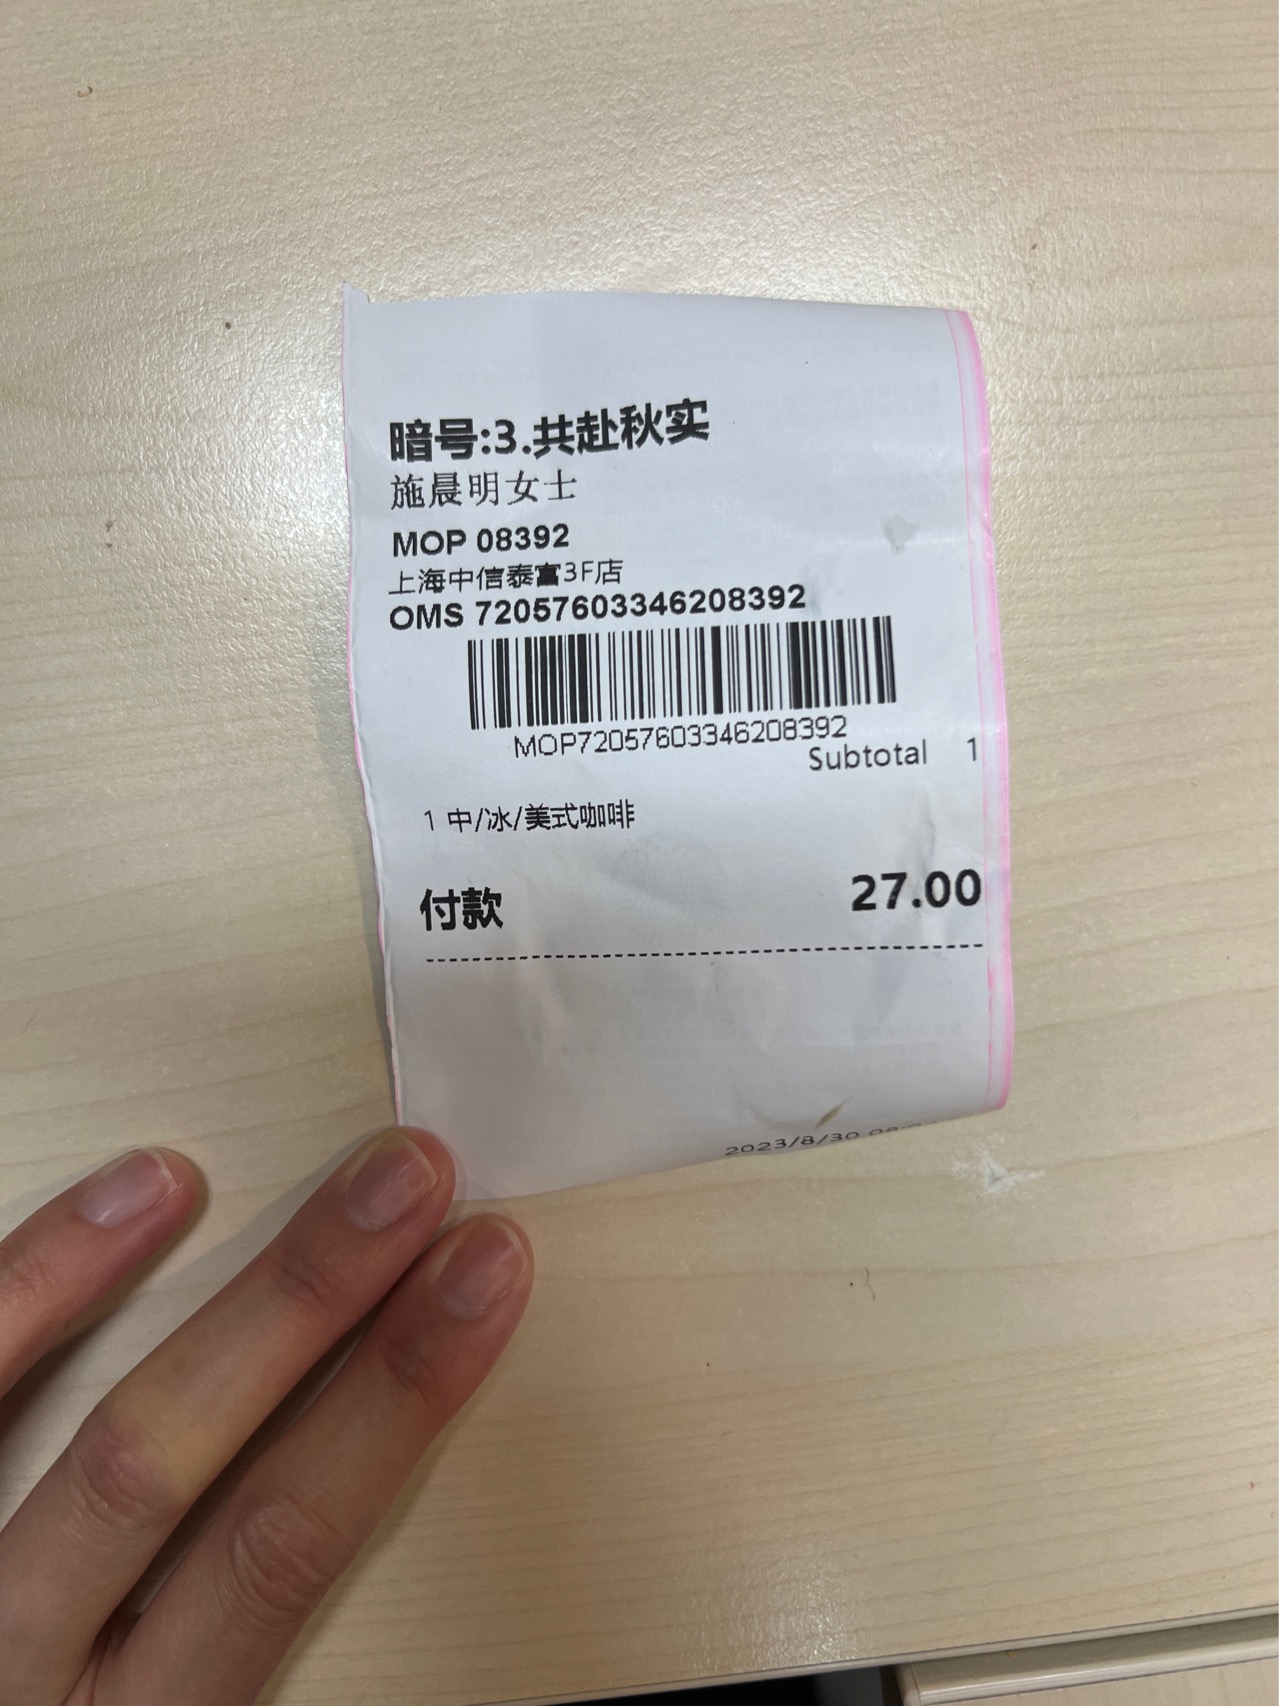 暗号:3.共赴秋实
施晨明女士
MOP 08392
上海中信泰富3F店
OMS 72057603346208392
MOP72057603346208392
Subtotal 1
1 中/冰/美式咖啡
付款 27.00
2023/8/30